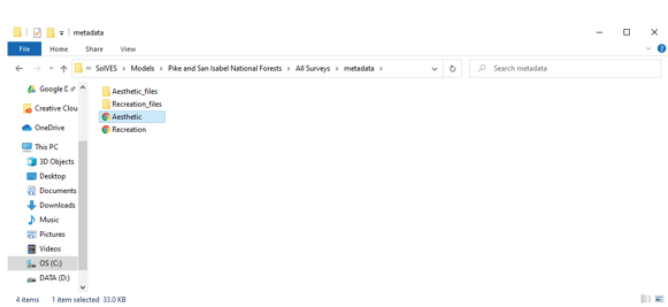 metadata
File Home Share View
SolVES > Models > Pike and San Isabel National Forests > All Surveys > metadata >
Search metadata
Google D
Creative Clou
OneDrive
This PC
3D Objects
Desktop
Documents
Downloads
Music
Pictures
Videos
OS (C:)
DATA (D:)
Aesthetic_files
Recreation_files
Aesthetic
Recreation
4 items 1 item selected 33.0 KB